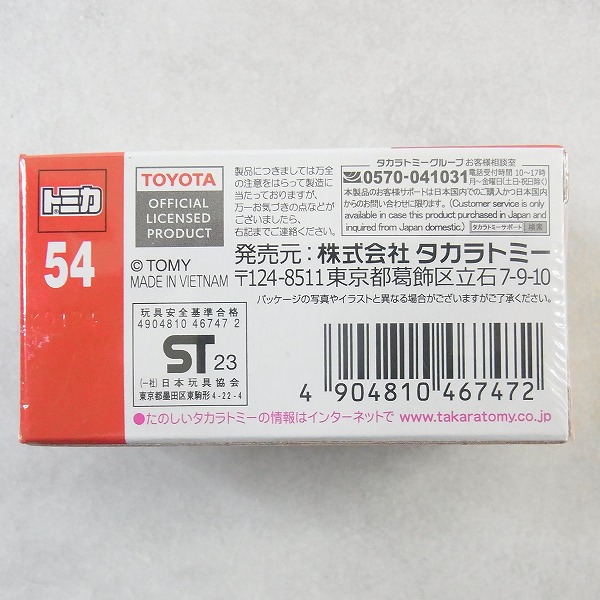 トミカ
54
TOYOTA
OFFICIAL
LICENSED
PRODUCT
© TOMY
MADE IN VIETNAM
製品につきましては万全
の注意をはらって製造に
当たっておりますが、
万一お気づきの点などが
ございましたら、
右記までご連絡ください。
タカラトミーグループ お客様相談室
0570-041031
電話受付時間 10〜17時
月〜金曜日(土・日・祝日除く)
本製品のお客様サポートは日本国内でのご購入かつ日本国内
からのお問い合わせに限ります。(Customer service is only
available in case this product purchased in Japan and
inquired from Japan domestic.)
タカラトミーサポート 検索
発売元:株式会社 タカラトミー
〒124-8511 東京都葛飾区立石7-9-10
パッケージの写真やイラストと異なる場合がございますがご了承ください。
玩具安全基準合格
4904810 46747 2
ST 23
(一社)日本玩具協会
東京都墨田区東駒形4-22-4
4 904810 467472
●たのしいタカラトミーの情報はインターネットで www.takaratomy.co.jp